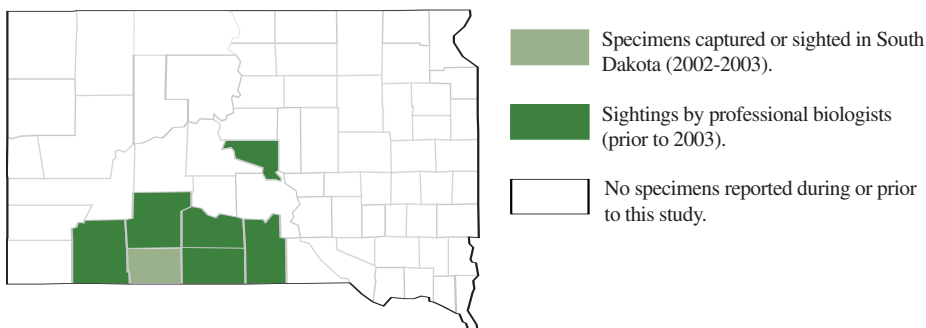 Specimens captured or sighted in South
Dakota (2002-2003).
Sightings by professional biologists
(prior to 2003).
No specimens reported during or prior
to this study.